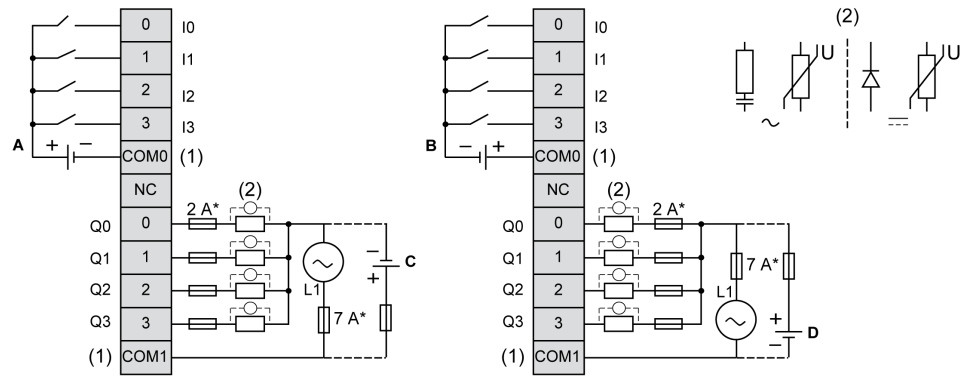 0 I0
1 I1
2 I2
3 I3
A + − COM0 (1)
NC
(2)
2 A*
Q0 0
Q1 1
Q2 2
Q3 3
(1) COM1
L1
7 A*
− + C
0 I0
1 I1
2 I2
3 I3
B − + COM0 (1)
NC
(2)
2 A*
Q0 0
Q1 1
Q2 2
Q3 3
(1) COM1
7 A*
L1
+ − D
(2)
U
U